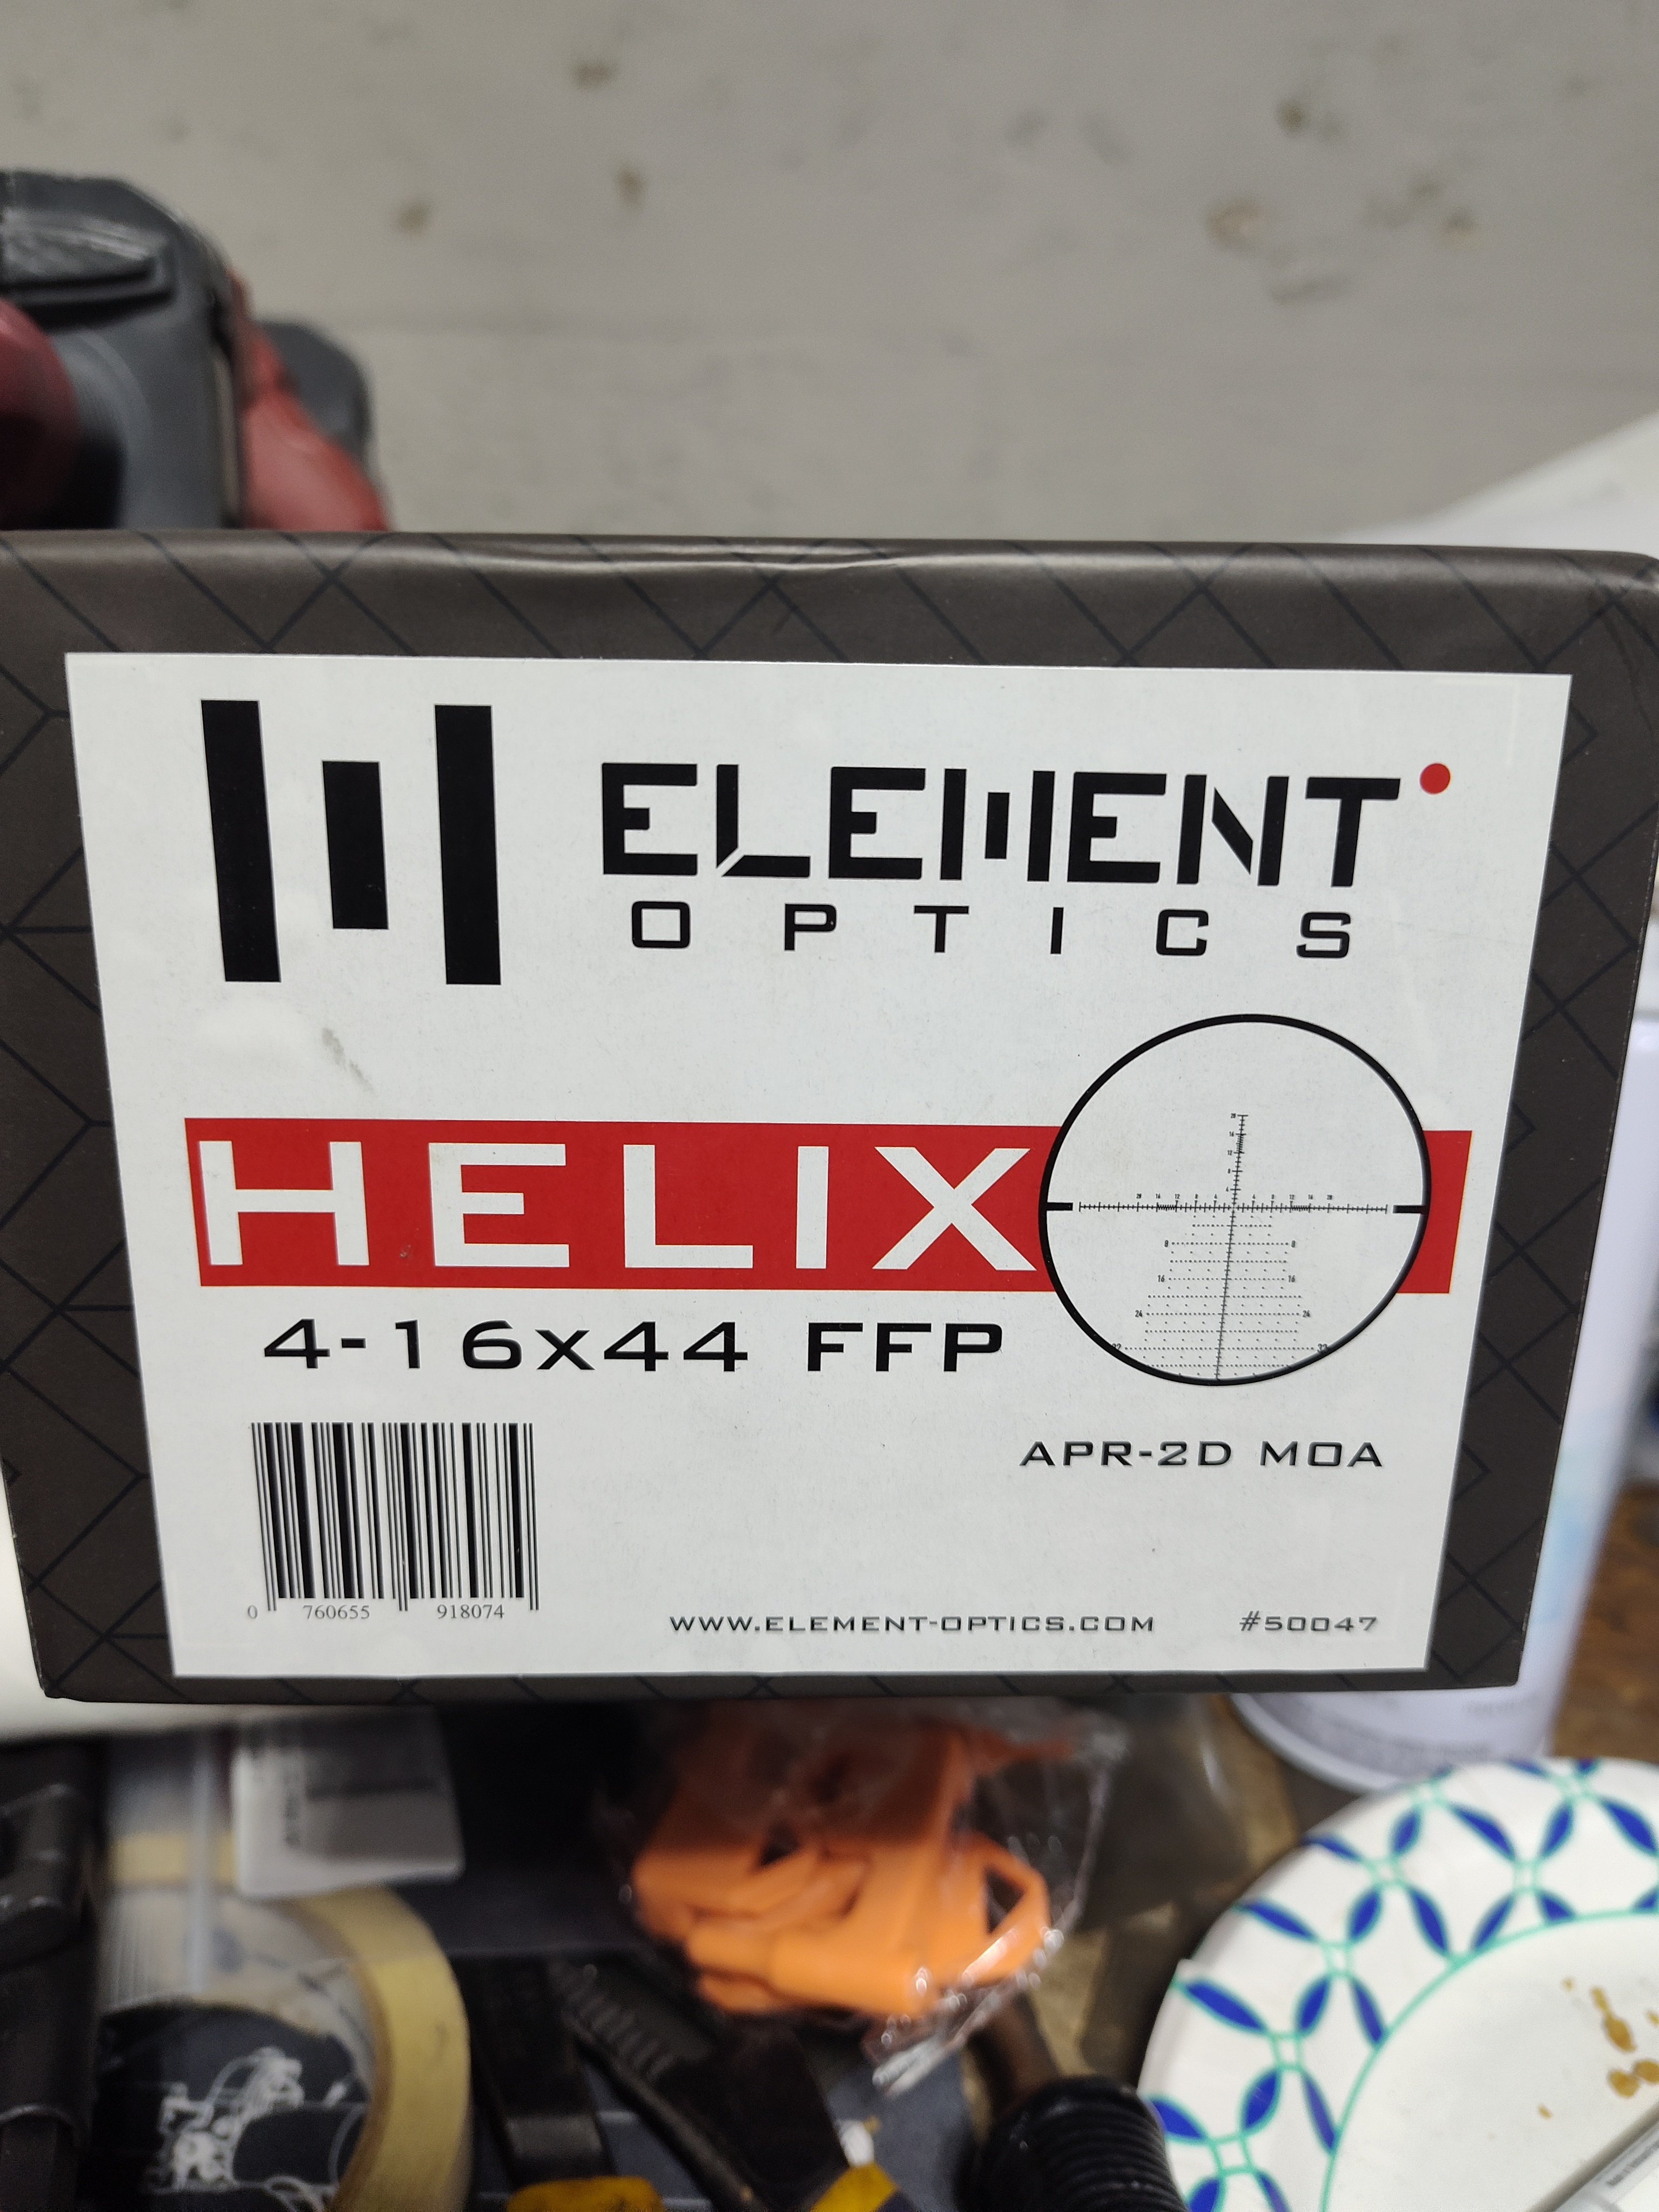 ELEMENT
OPTICS
HELIX
4-16x44 FFP
APR-2D MOA
0 760655 918074
WWW.ELEMENT-OPTICS.COM #50047